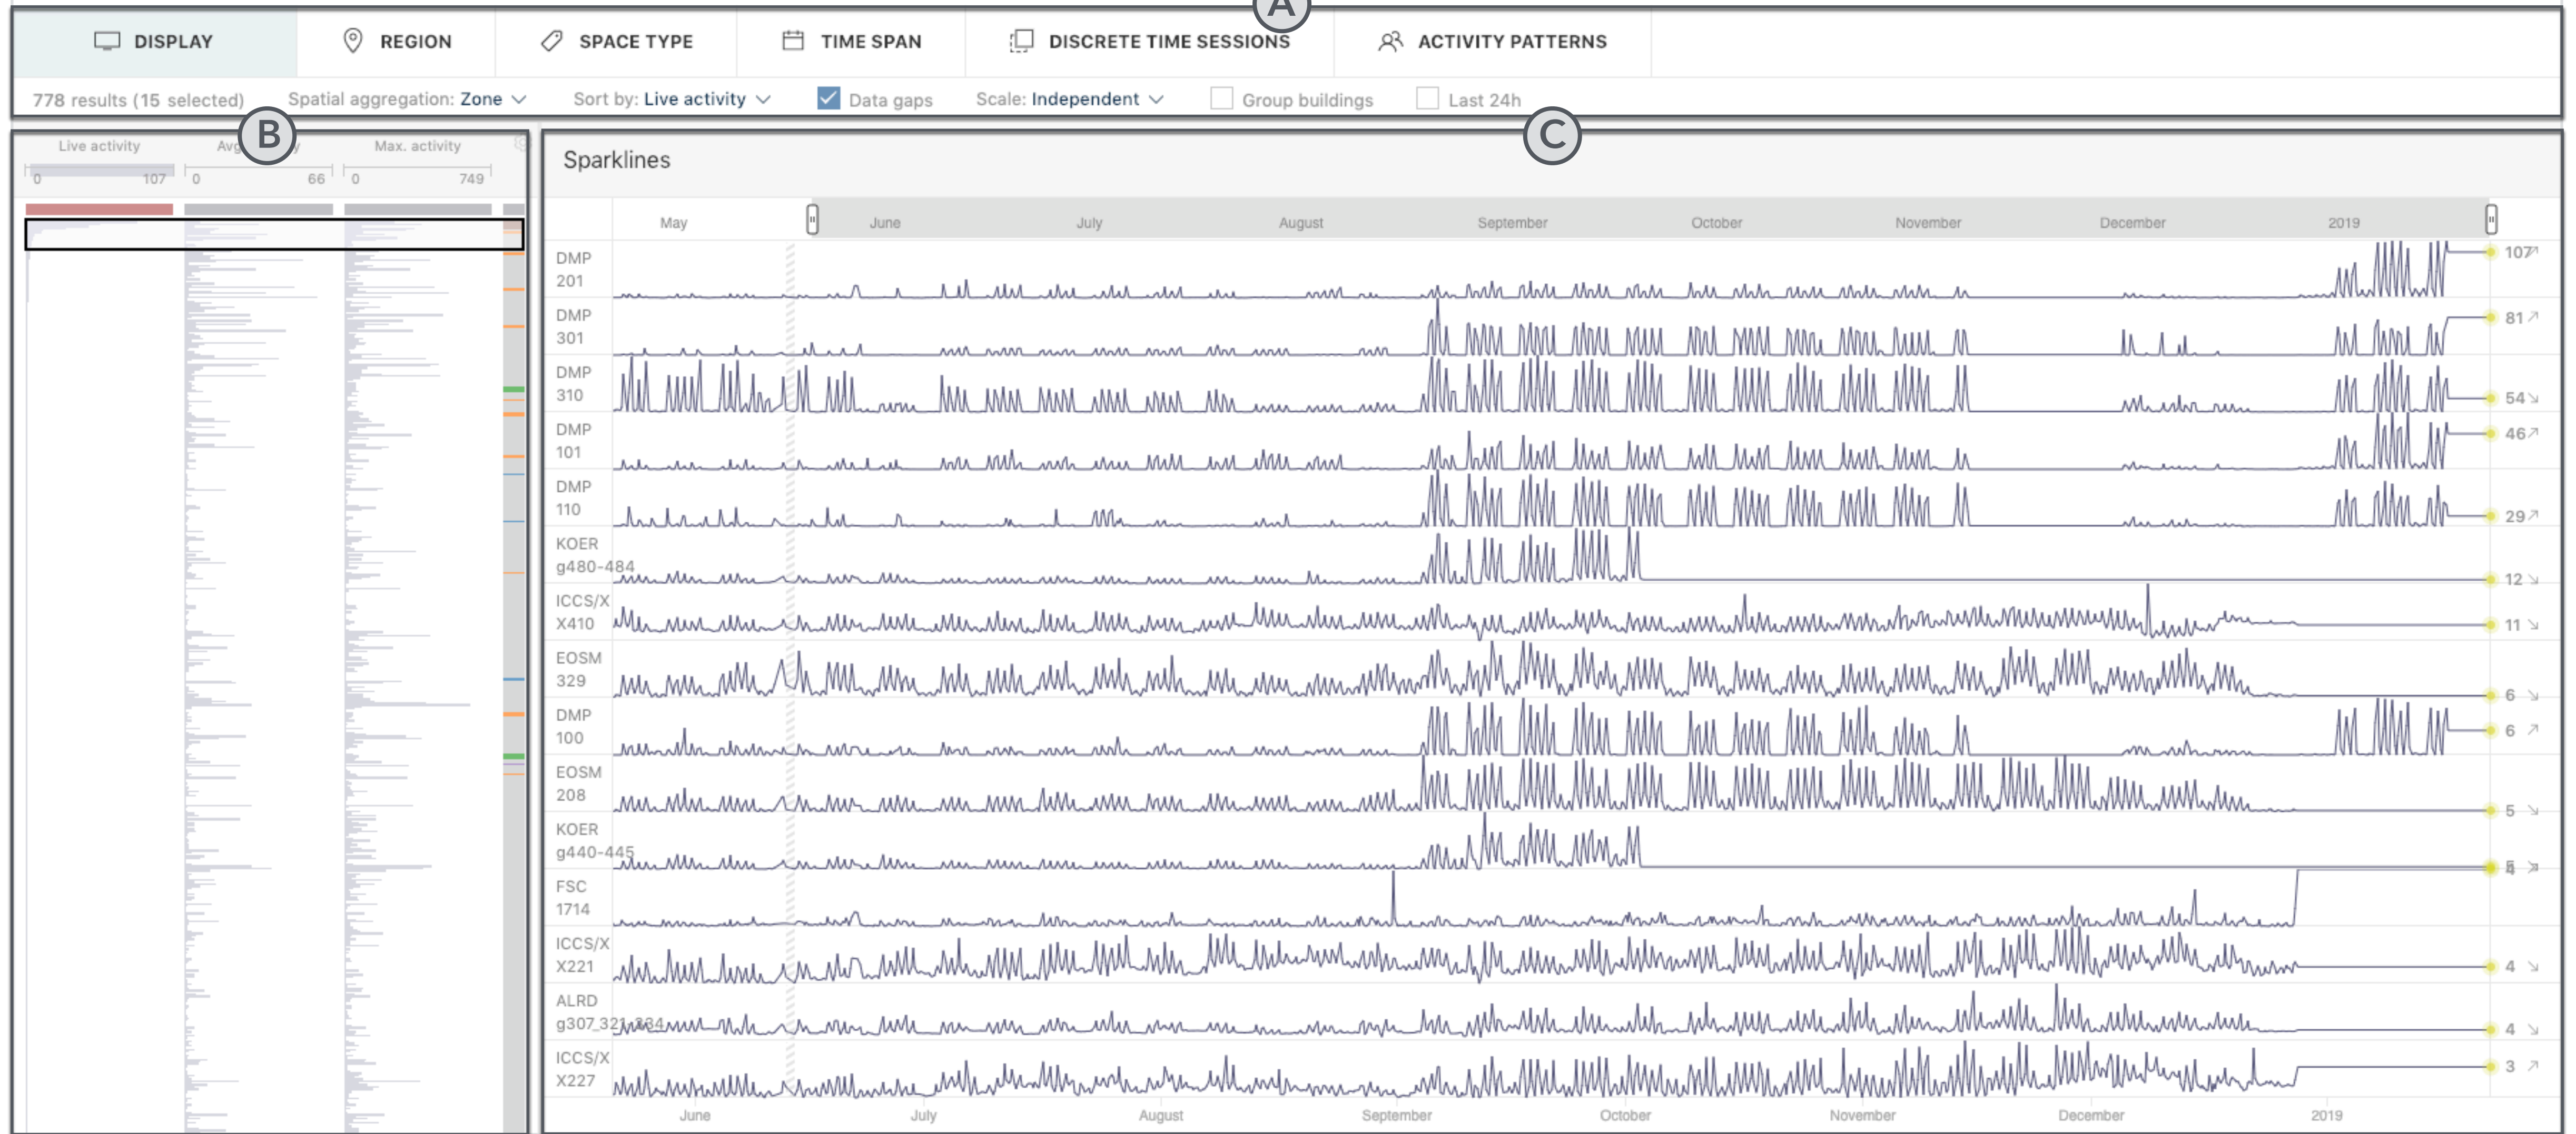 A
DISPLAY REGION SPACE TYPE TIME SPAN DISCRETE TIME SESSIONS ACTIVITY PATTERNS
778 results (15 selected) Spatial aggregation: Zone Sort by: Live activity Data gaps Scale: Independent Group buildings Last 24h
B
C
Live activity Max. activity
0 107 0 66 0 749
Sparklines
May June July August September October November December 2019
DMP
201 107
DMP
301 81
DMP
310 54
DMP
101 46
DMP
110 29
KOER
g480-484 12
ICCS/X
X410 11
EOSM
329 6
DMP
100 6
EOSM
208 5
KOER
g440-445
FSC
1714
ICCS/X
X221 4
ALRD
g307_321-334 4
ICCS/X
X227 3
June July August September October November December 2019